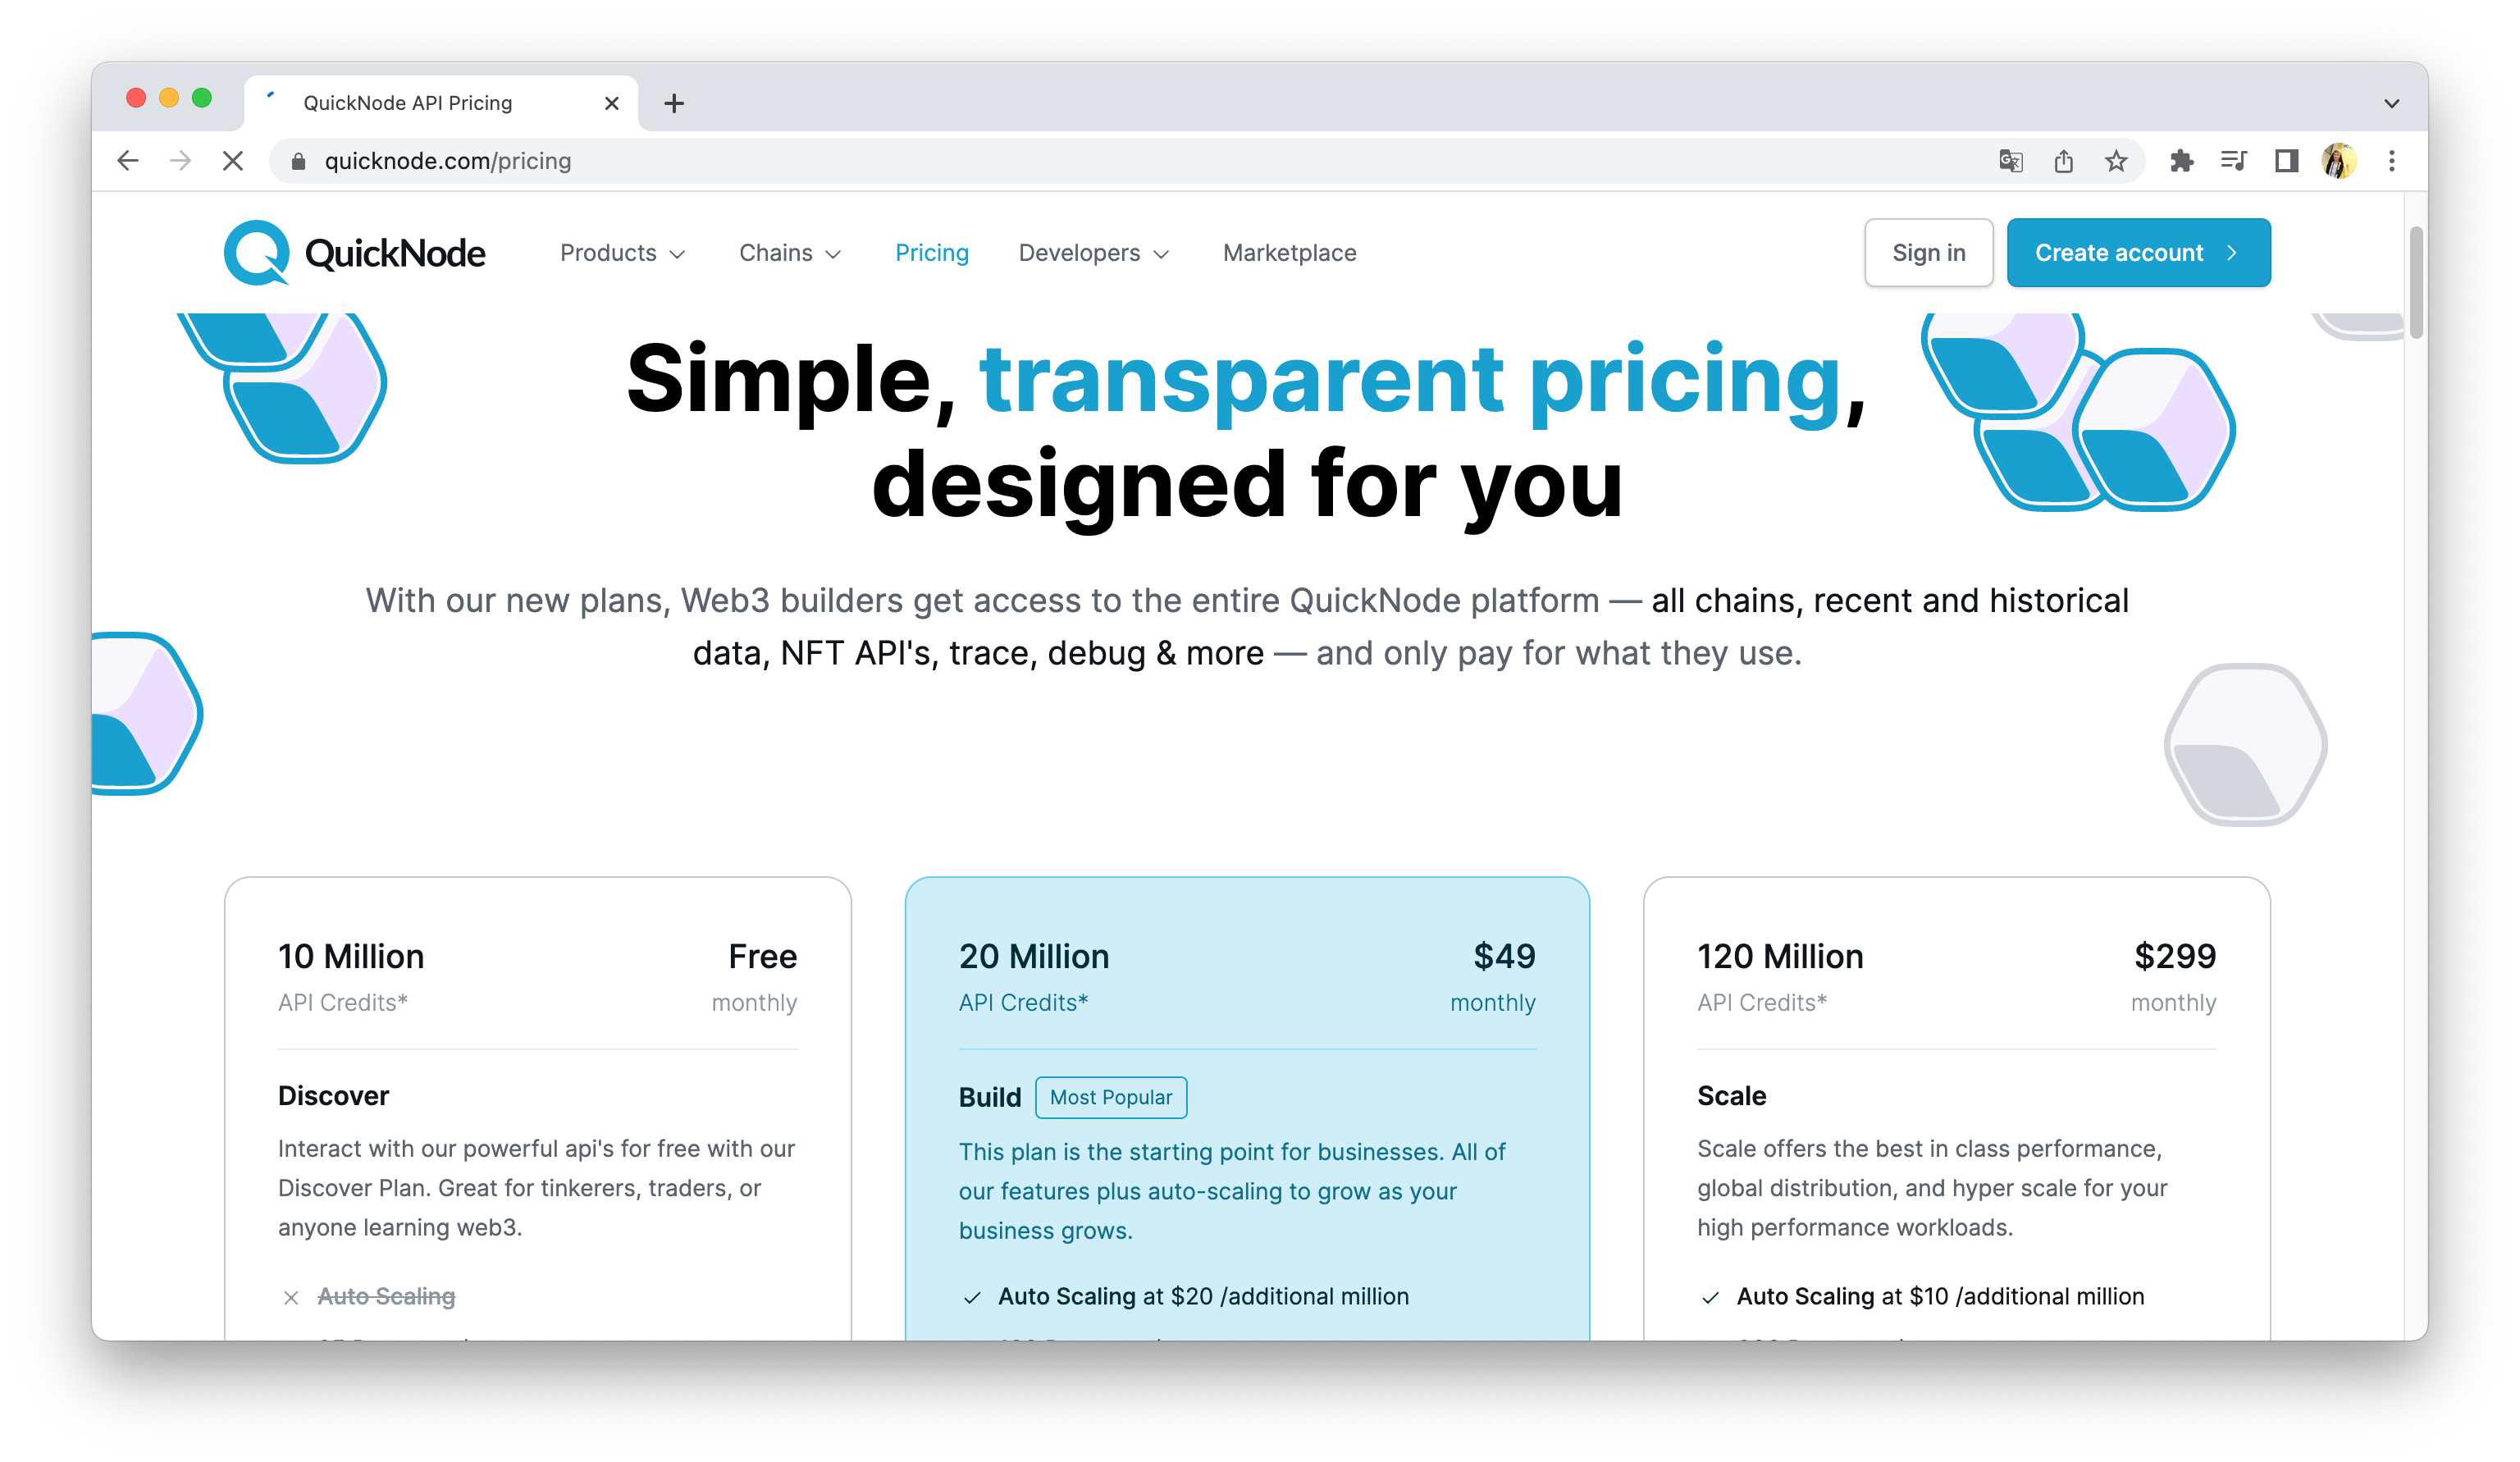 QuickNode API Pricing
quicknode.com/pricing
QuickNode
Products
Chains
Pricing
Developers
Marketplace
Sign in
Create account
Simple, transparent pricing,
designed for you
With our new plans, Web3 builders get access to the entire QuickNode platform — all chains, recent and historical
data, NFT API's, trace, debug & more — and only pay for what they use.
10 Million Free
API Credits* monthly
Discover
Interact with our powerful api's for free with our
Discover Plan. Great for tinkerers, traders, or
anyone learning web3.
Auto Scaling
20 Million $49
API Credits* monthly
Build Most Popular
This plan is the starting point for businesses. All of
our features plus auto-scaling to grow as your
business grows.
Auto Scaling at $20 /additional million
120 Million $299
API Credits* monthly
Scale
Scale offers the best in class performance,
global distribution, and hyper scale for your
high performance workloads.
Auto Scaling at $10 /additional million